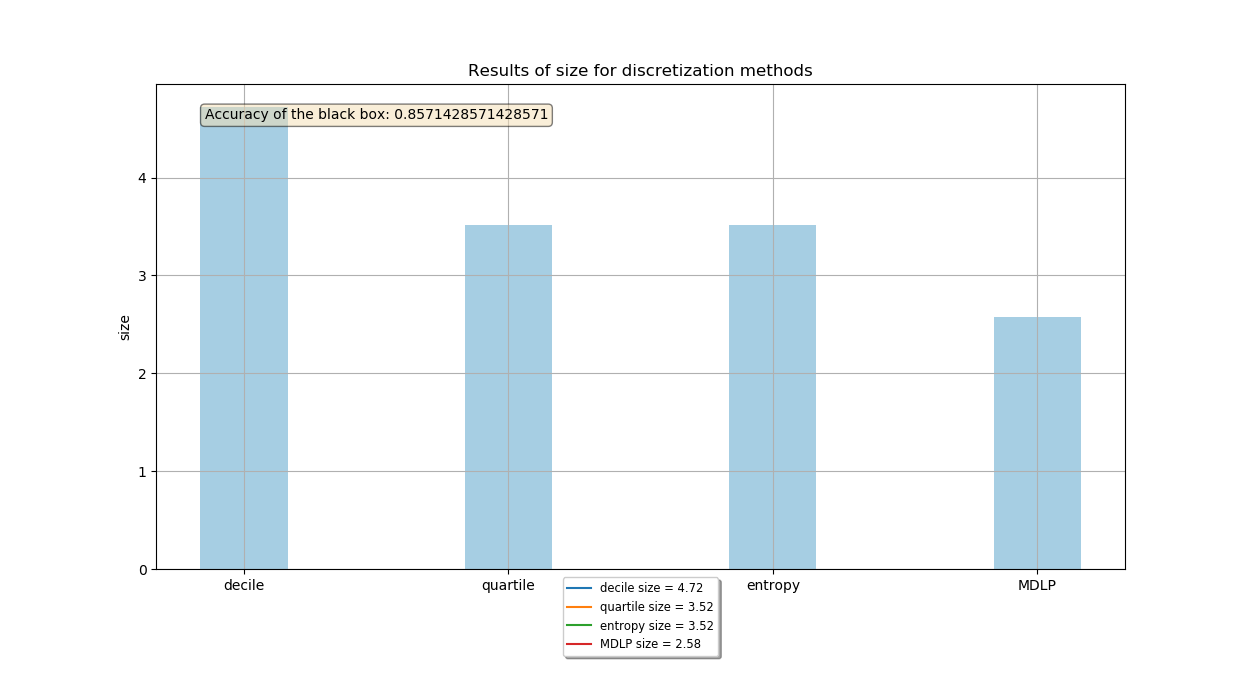 Results of size for discretization methods
Accuracy of the black box: 0.8571428571428571
size
4
3
2
1
0
decile quartile entropy MDLP
decile size = 4.72
quartile size = 3.52
entropy size = 3.52
MDLP size = 2.58